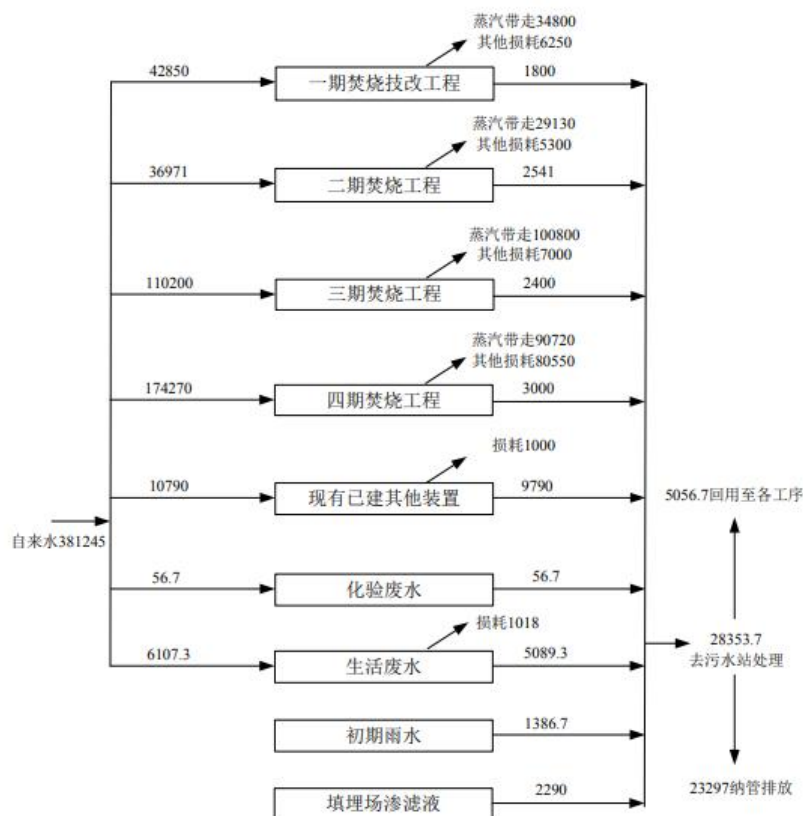 蒸汽带走34800
其他损耗6250
42850
一期焚烧技改工程
1800
蒸汽带走29130
其他损耗5300
36971
二期焚烧工程
2541
蒸汽带走100800
其他损耗7000
110200
三期焚烧工程
2400
蒸汽带走90720
其他损耗80550
174270
四期焚烧工程
3000
损耗1000
10790
现有已建其他装置
9790
5056.7回用至各工序
自来水381245
56.7
化验废水
56.7
损耗1018
6107.3
生活废水
5089.3
28353.7
去污水站处理
初期雨水
1386.7
填埋场渗滤液
2290
23297纳管排放